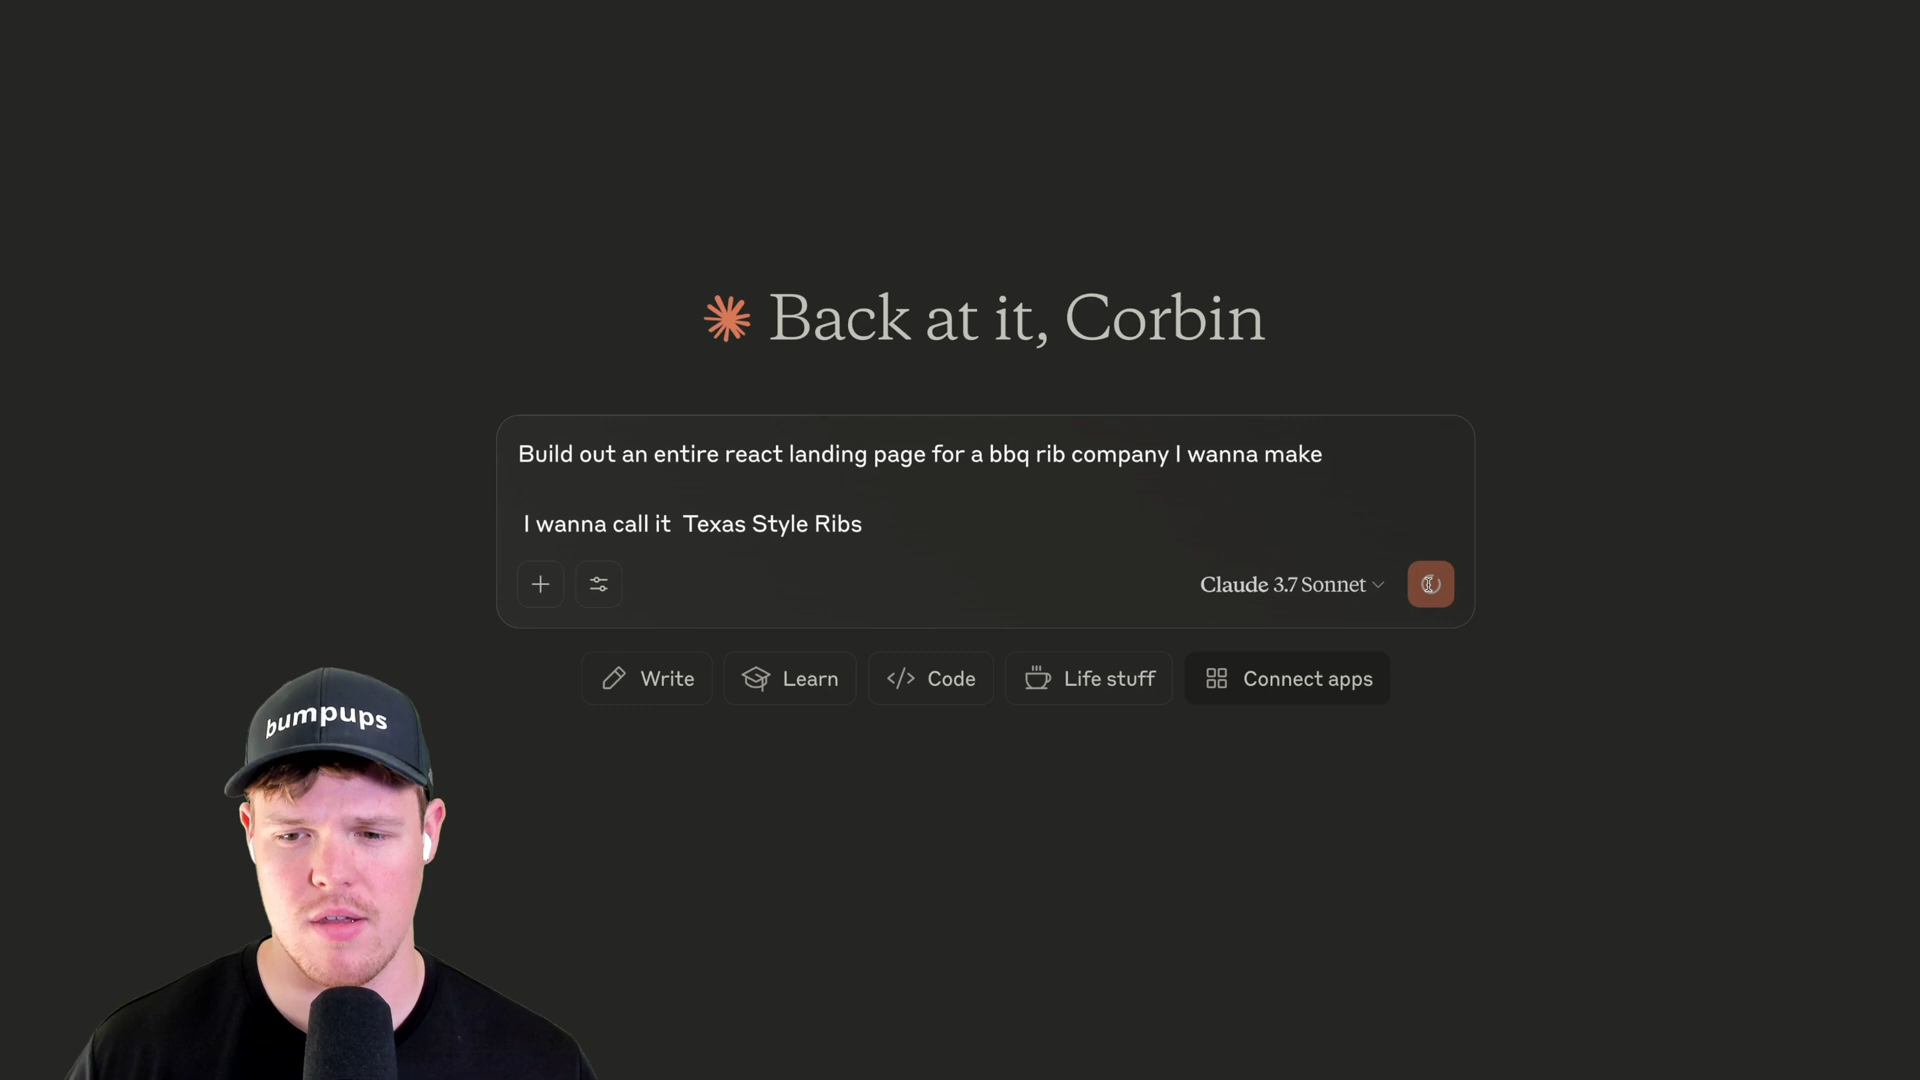 Back at it, Corbin
Build out an entire react landing page for a bbq rib company I wanna make
I wanna call it  Texas Style Ribs
Claude 3.7 Sonnet
Write
Learn
</> Code
Life stuff
Connect apps
bumpups